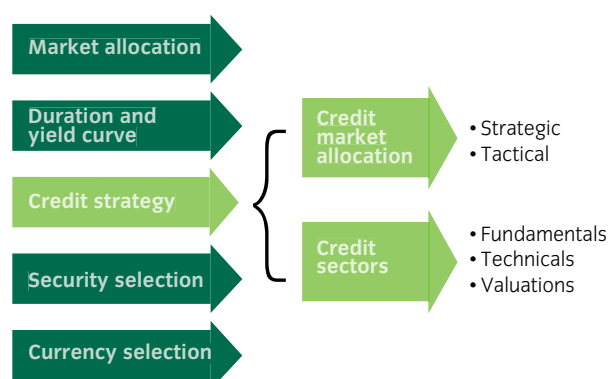 Market allocation
Duration and
yield curve
Credit strategy
Security selection
Currency selection
Credit
market
allocation
• Strategic
• Tactical
Credit
sectors
• Fundamentals
• Technicals
• Valuations